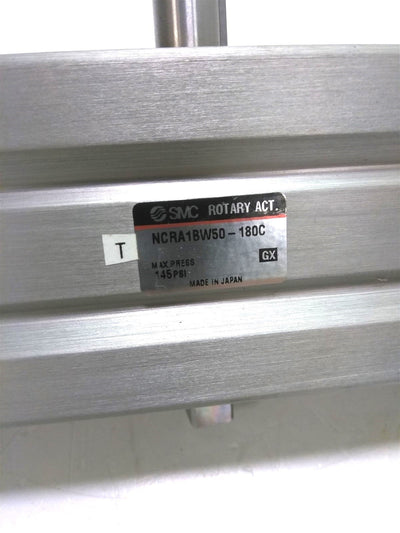 SMC ROTARY ACT.
NCRA1BW50-180C
T
GX
MAX.PRESS
145PSI
MADE IN JAPAN